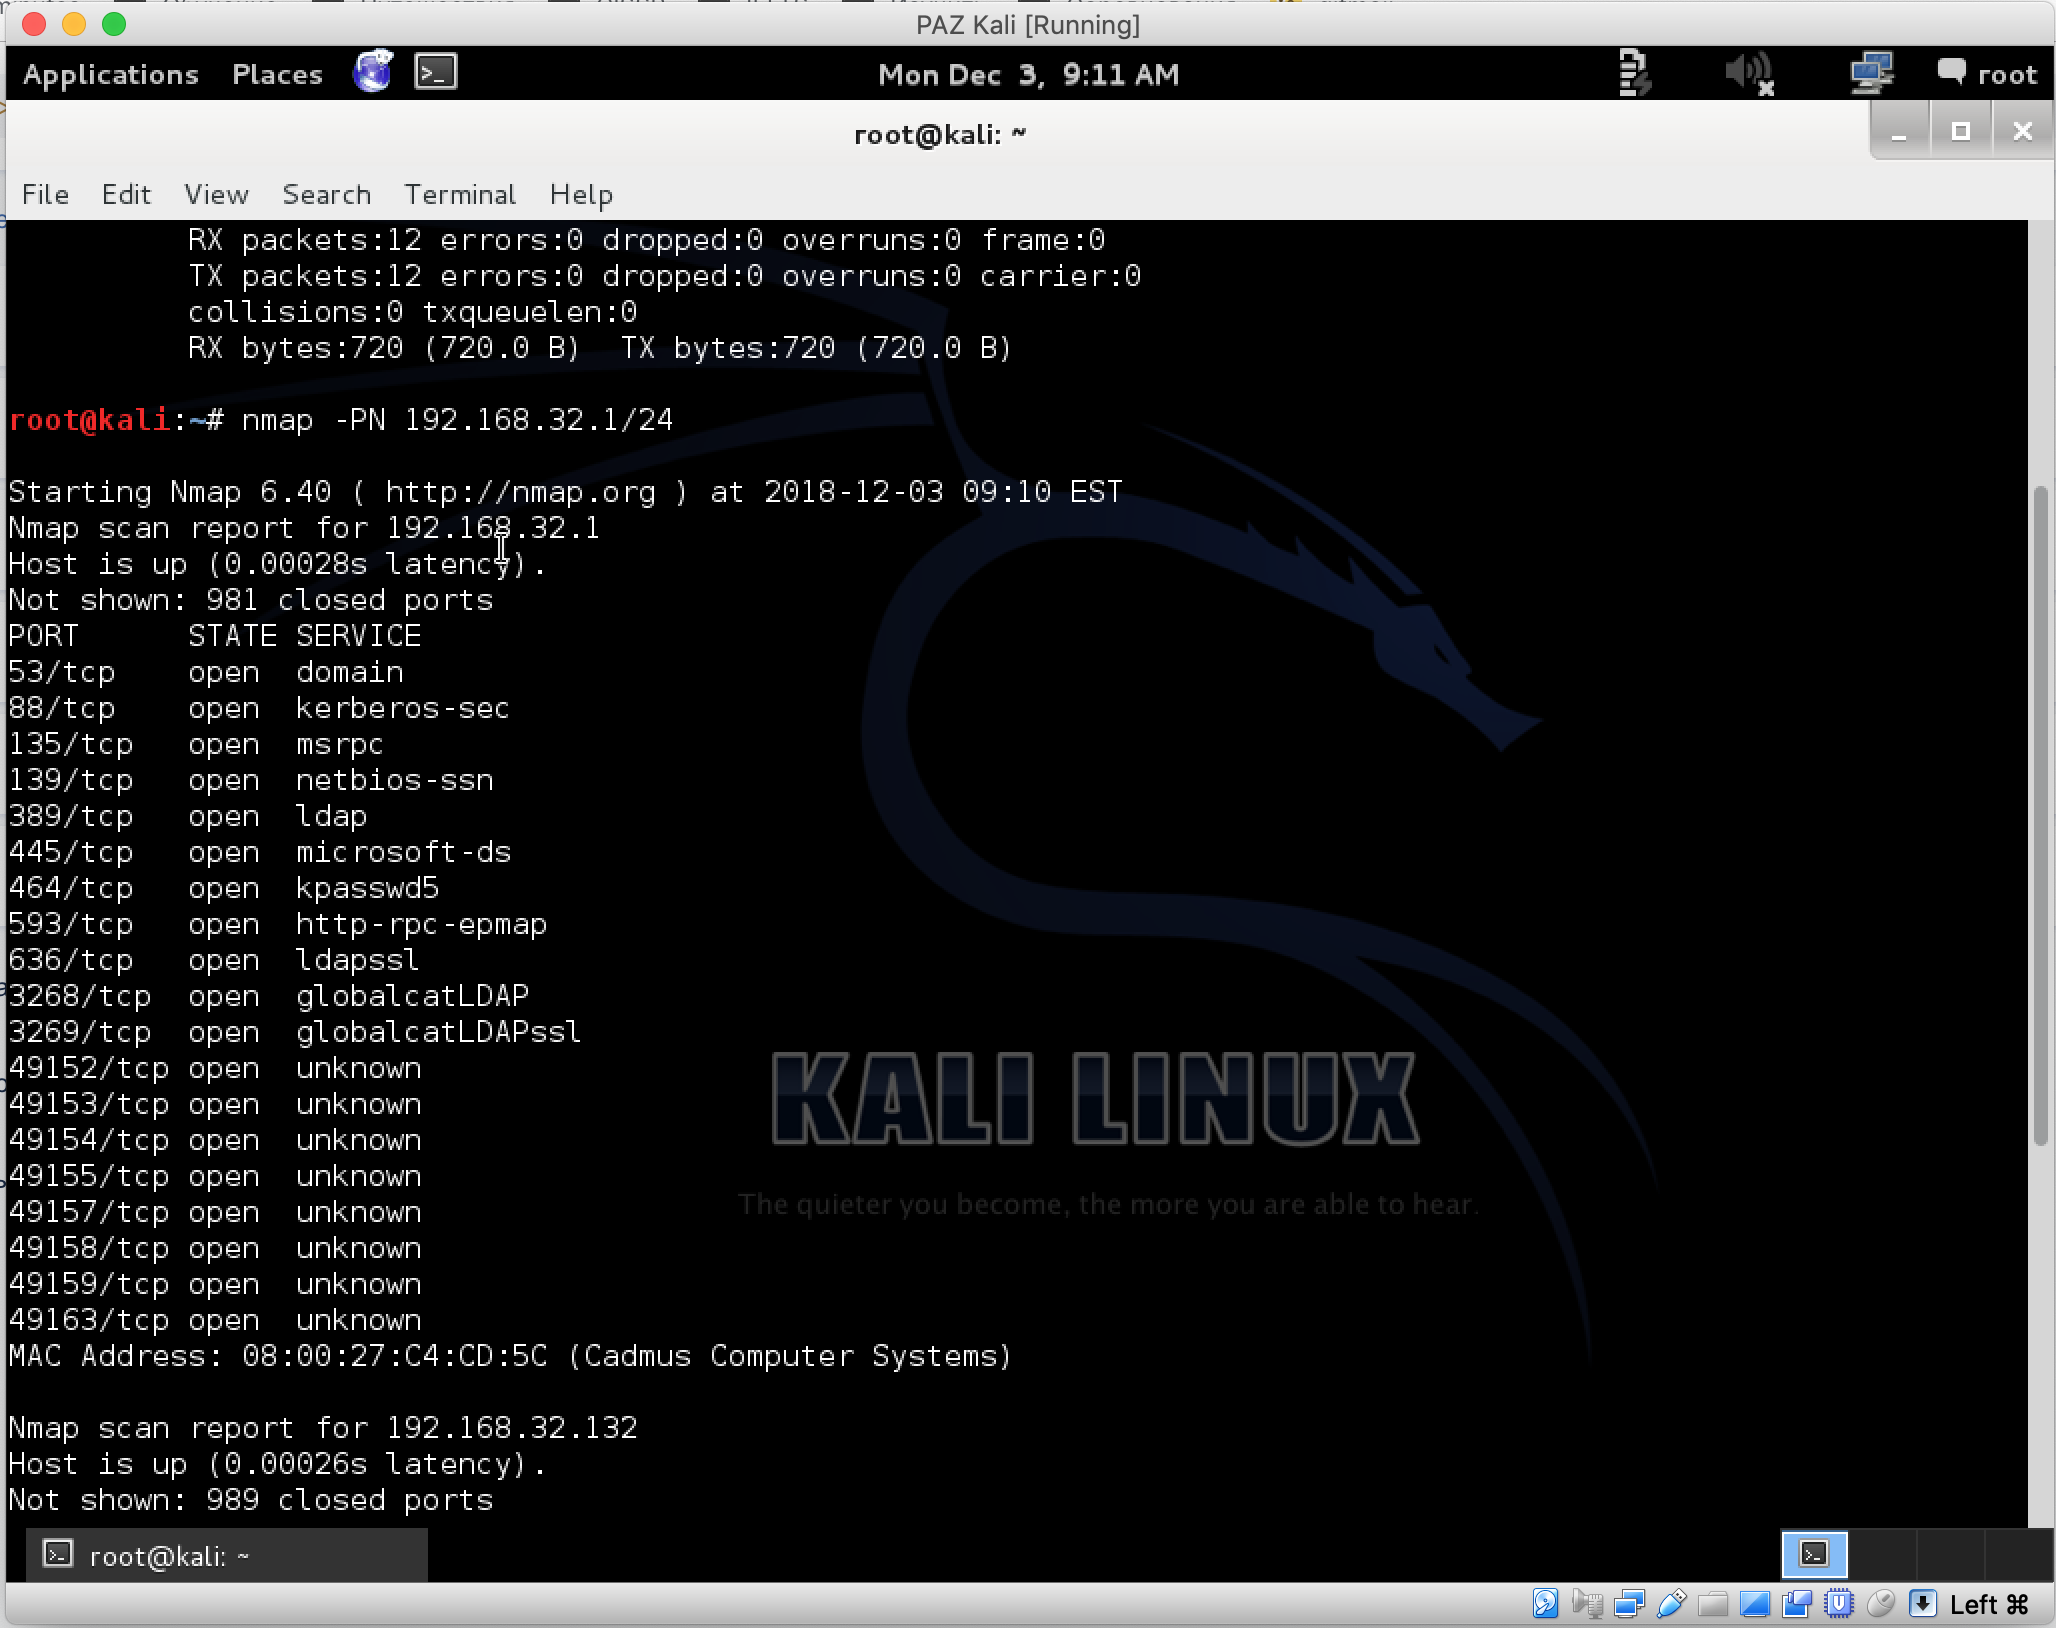 PAZ Kali [Running]
Applications Places Mon Dec 3, 9:11 AM root
root@kali: ~
File Edit View Search Terminal Help
RX packets:12 errors:0 dropped:0 overruns:0 frame:0
TX packets:12 errors:0 dropped:0 overruns:0 carrier:0
collisions:0 txqueuelen:0
RX bytes:720 (720.0 B)  TX bytes:720 (720.0 B)
root@kali:~# nmap -PN 192.168.32.1/24
Starting Nmap 6.40 ( http://nmap.org ) at 2018-12-03 09:10 EST
Nmap scan report for 192.168.32.1
Host is up (0.00028s latency).
Not shown: 981 closed ports
PORT      STATE SERVICE
53/tcp    open  domain
88/tcp    open  kerberos-sec
135/tcp   open  msrpc
139/tcp   open  netbios-ssn
389/tcp   open  ldap
445/tcp   open  microsoft-ds
464/tcp   open  kpasswd5
593/tcp   open  http-rpc-epmap
636/tcp   open  ldapssl
3268/tcp  open  globalcatLDAP
3269/tcp  open  globalcatLDAPssl
49152/tcp open  unknown
49153/tcp open  unknown
49154/tcp open  unknown
49155/tcp open  unknown
49157/tcp open  unknown
49158/tcp open  unknown
49159/tcp open  unknown
49163/tcp open  unknown
MAC Address: 08:00:27:C4:CD:5C (Cadmus Computer Systems)
Nmap scan report for 192.168.32.132
Host is up (0.00026s latency).
Not shown: 989 closed ports
KALI LINUX
The quieter you become, the more you are able to hear.
root@kali: ~
Left ⌘